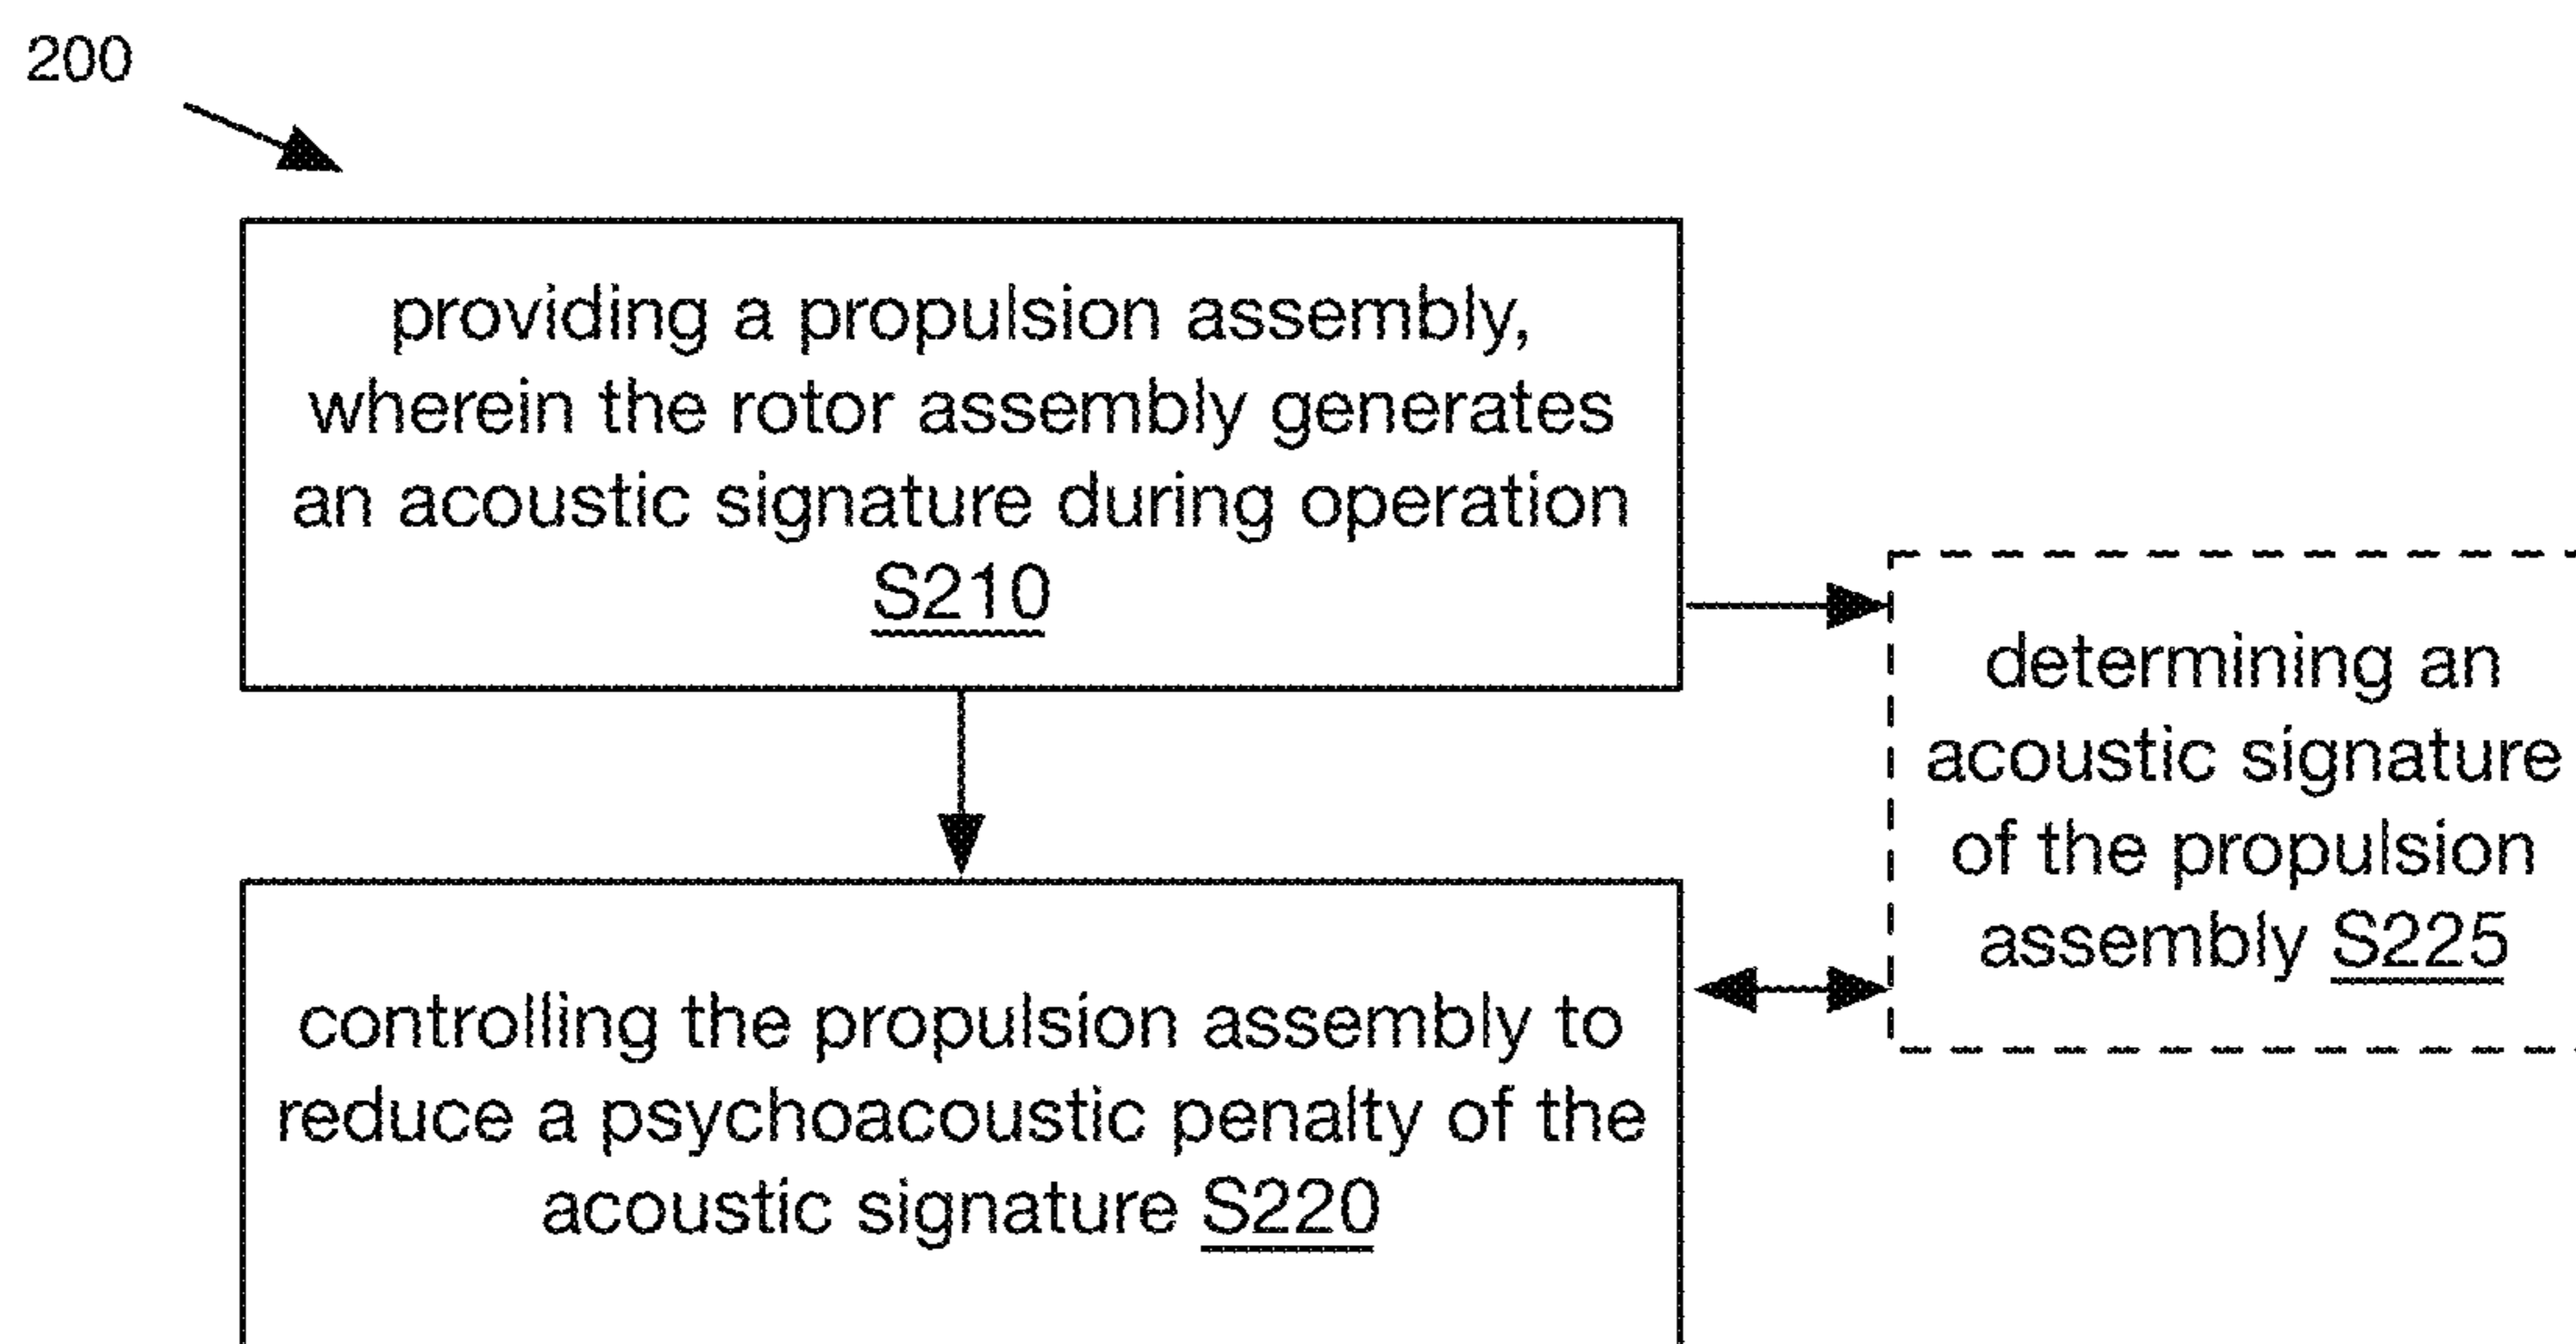 200
providing a propulsion assembly,
wherein the rotor assembly generates
an acoustic signature during operation
S210
determining an
acoustic signature
of the propulsion
assembly S225
controlling the propulsion assembly to
reduce a psychoacoustic penalty of the
acoustic signature S220